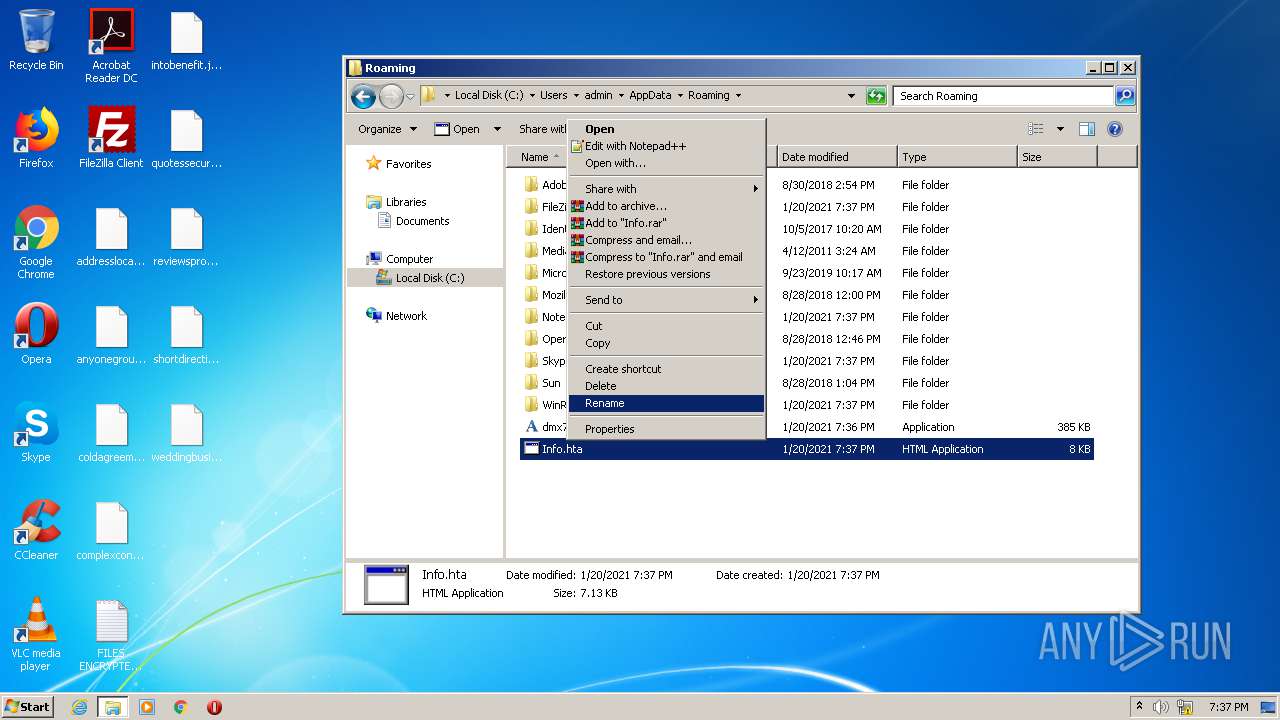 Recycle Bin
Acrobat
Reader DC
intobenefit.j...
Firefox
FileZilla Client
quotessecur...
Google
Chrome
addressloca...
reviewspro...
Opera
anyonegrou...
shortdirecti...
Skype
coldagreem...
weddingbusi...
CCleaner
complexcon...
VLC media
player
FILES
ENCRYPTE...
Roaming
Local Disk (C:) Users admin AppData Roaming
Search Roaming
Organize Open Share with
Name Date modified Type Size
Favorites
Libraries
Documents
Computer
Local Disk (C:)
Network
Adob 8/30/2018 2:54 PM File folder
FileZi 1/20/2021 7:37 PM File folder
Ident 10/5/2017 10:20 AM File folder
Media 4/12/2011 3:24 AM File folder
Micro 9/23/2019 10:17 AM File folder
Mozil 8/28/2018 12:00 PM File folder
Note 1/20/2021 7:37 PM File folder
Oper 8/28/2018 12:46 PM File folder
Skyp 1/20/2021 7:37 PM File folder
Sun 8/28/2018 1:04 PM File folder
WinR 1/20/2021 7:37 PM File folder
dmx7 1/20/2021 7:36 PM Application 385 KB
Info.hta 1/20/2021 7:37 PM HTML Application 8 KB
Open
Edit with Notepad++
Open with...
Share with
Add to archive...
Add to "Info.rar"
Compress and email...
Compress to "Info.rar" and email
Restore previous versions
Send to
Cut
Copy
Create shortcut
Delete
Rename
Properties
Info.hta Date modified: 1/20/2021 7:37 PM Date created: 1/20/2021 7:37 PM
HTML Application Size: 7.13 KB
ANY RUN
Start
7:37 PM